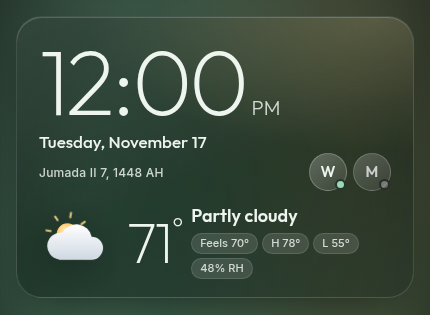 12:00 PM
Tuesday, November 17
Jumada II 7, 1448 AH
W M
71°
Partly cloudy
Feels 70° H 78° L 55°
48% RH